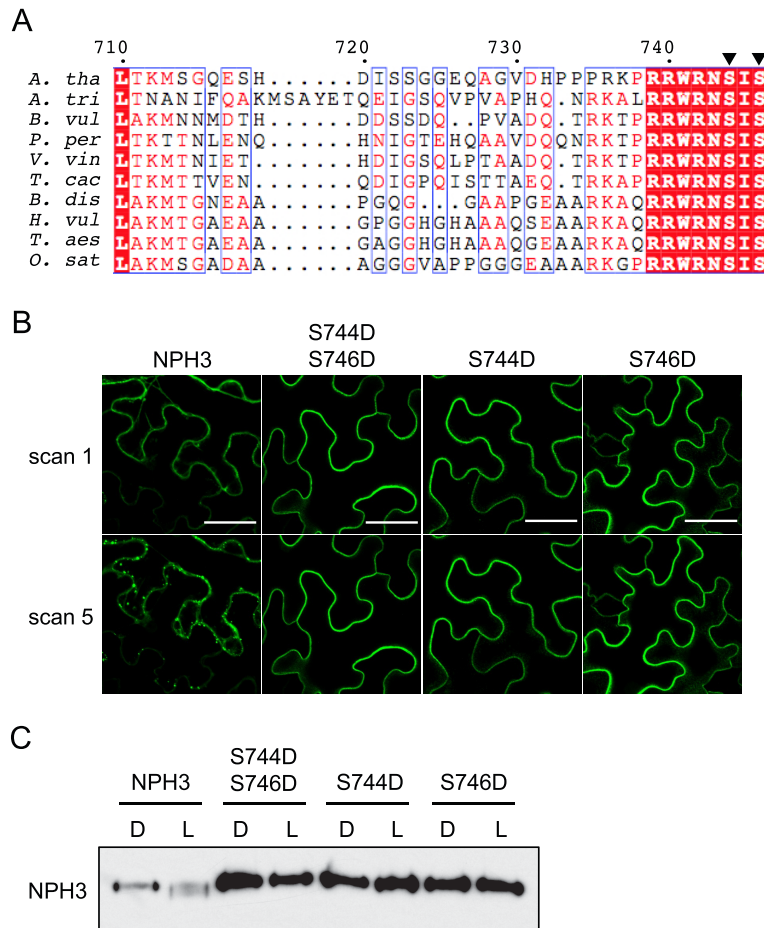 A
710 720 730 740
A. tha LTKMSGQESH......DISSGGEQAGVDHPPPRKPRRWRNSIS
A. tri LTNANIFQAKMSAYETQEIGSQVPVAPHQ.NRKALRRWRNSIS
B. vul LAKMNNMDTH......DDSSDQ..PVADQ.TRKTPRRWRNSIS
P. per LTKTTNLENQ......HNIGTEHQAAVDQQNRKTPRRWRNSIS
V. vin LTKMTNIET.......HDIGSQLPTAADQ.TRKTPRRWRNSIS
T. cac LTKMTTVEN.......QDIGPQISTTAEQ.TRKAPRRWRNSIS
B. dis LAKMTGNEAA......PGQG...GAAPGEAARKAQRRWRNSIS
H. vul LAKMTGAEAA......GPGGHGHAAAQSEAARKAQRRWRNSIS
T. aes LAKMTGAEAA......GAGGHGHAAAQGEAARKAQRRWRNSIS
O. sat LAKMSGADAA......AGGGVAPPGGGEAAARKGPRRWRNSIS
B
S744D
NPH3 S746D S744D S746D
scan 1
scan 5
C
S744D
NPH3 S746D S744D S746D
D L D L D L D L
NPH3